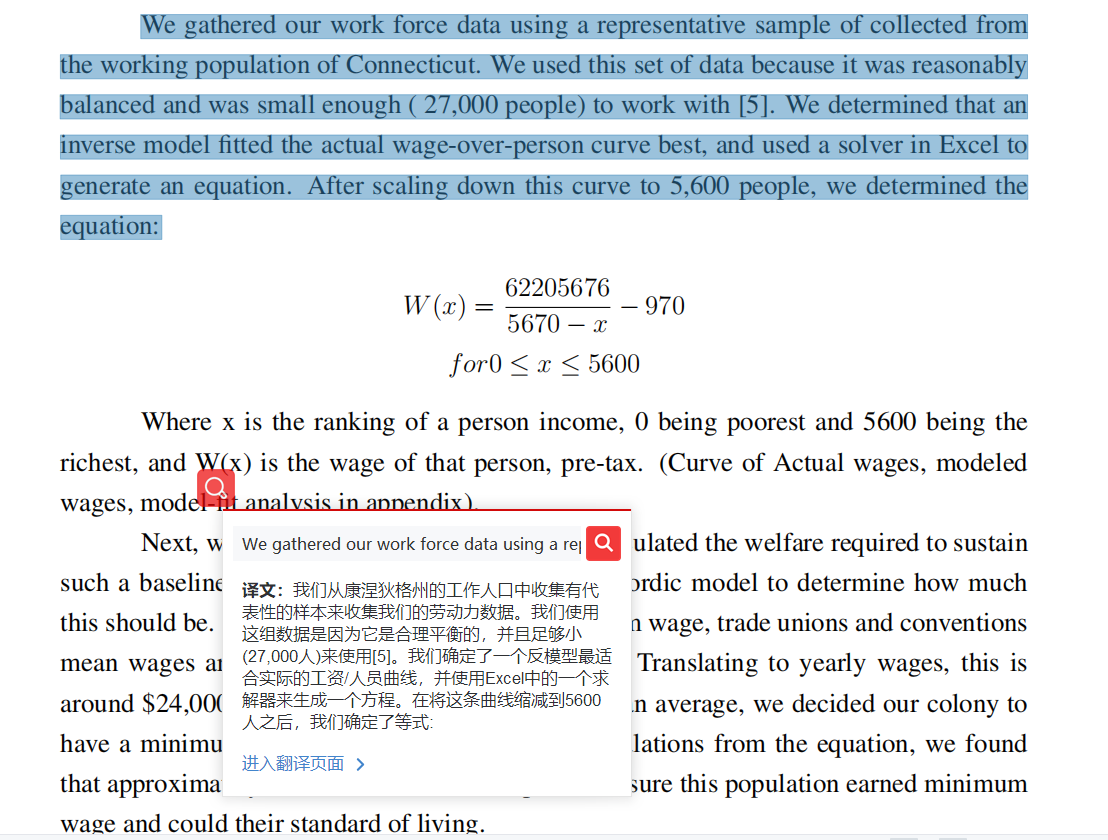 We gathered our work force data using a representative sample of collected from
the working population of Connecticut. We used this set of data because it was reasonably
balanced and was small enough ( 27,000 people) to work with [5]. We determined that an
inverse model fitted the actual wage-over-person curve best, and used a solver in Excel to
generate an equation. After scaling down this curve to 5,600 people, we determined the
equation:
W(x) = 62205676 / (5670 − x) − 970
for0 ≤ x ≤ 5600
Where x is the ranking of a person income, 0 being poorest and 5600 being the
richest, and W(x) is the wage of that person, pre-tax. (Curve of Actual wages, modeled
wages, model-fit analysis in appendix).
Next, ulated the welfare required to sustain
such a baseline ordic model to determine how much
this should be. wage, trade unions and conventions
mean wages Translating to yearly wages, this is
around $24,000 average, we decided our colony to
have a lations from the equation, we found
that sure this population earned minimum
wage and could their standard of living.
We gathered our work force data using a rep
译文：我们从康涅狄格州的工作人口中收集有代
表性的样本来收集我们的劳动力数据。我们使用
这组数据是因为它是合理平衡的，并且足够小
(27,000人)来使用[5]。我们确定了一个反模型最适
合实际的工资/人员曲线，并使用Excel中的一个求
解器来生成一个方程。在将这条曲线缩减到5600
人之后，我们确定了等式:
进入翻译页面 >